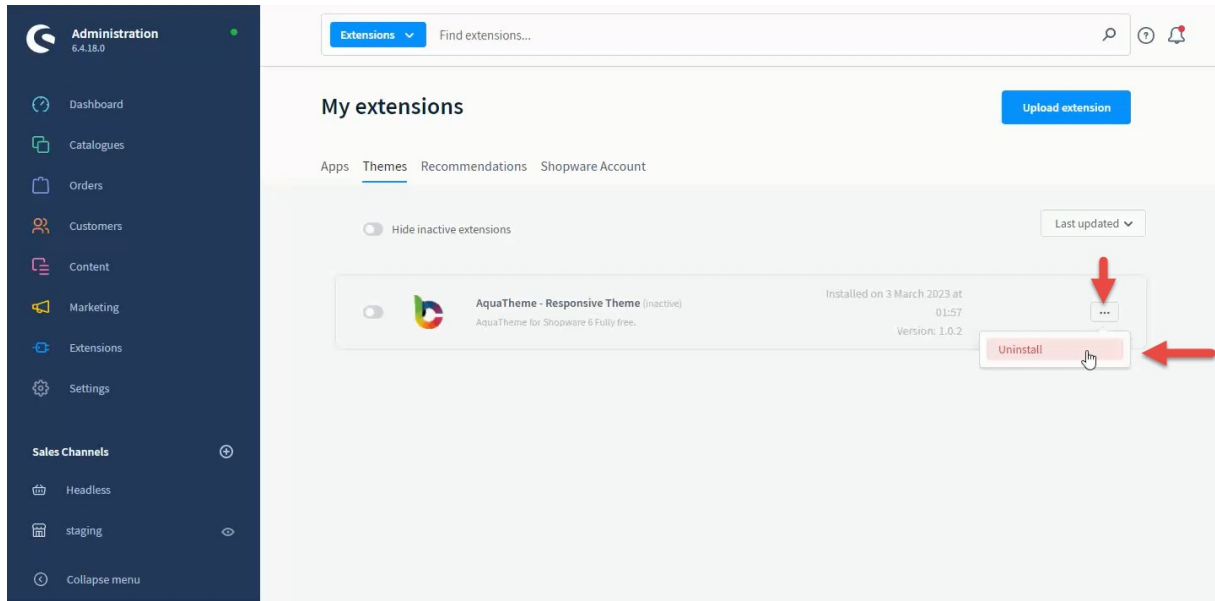 Administration
6.4.18.0
Dashboard
Catalogues
Orders
Customers
Content
Marketing
Extensions
Settings
Sales Channels
Headless
staging
Collapse menu
Extensions
Find extensions...
My extensions
Upload extension
Apps Themes Recommendations Shopware Account
Hide inactive extensions
Last updated
AquaTheme - Responsive Theme (inactive)
AquaTheme for Shopware 6 Fully free.
Installed on 3 March 2023 at
01:57
Version: 1.0.2
...
Uninstall